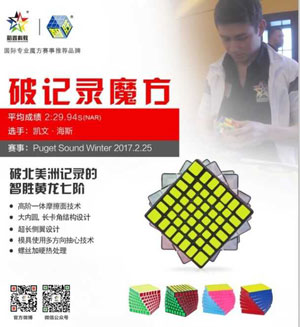 国际专业魔方赛事推荐品牌
破记录魔方
平均成绩 2:29.94s(NAR)
选手：凯文·海斯
赛事：Puget Sound Winter 2017.2.25
破北美洲记录的
智胜黄龙七阶
• 高阶一体摩擦面技术
• 大内圆, 长卡角结构设计
• 超长侧翼设计
• 模具使用多方向抽心技术
• 螺丝加硬热处理
官方微博
微信公众号